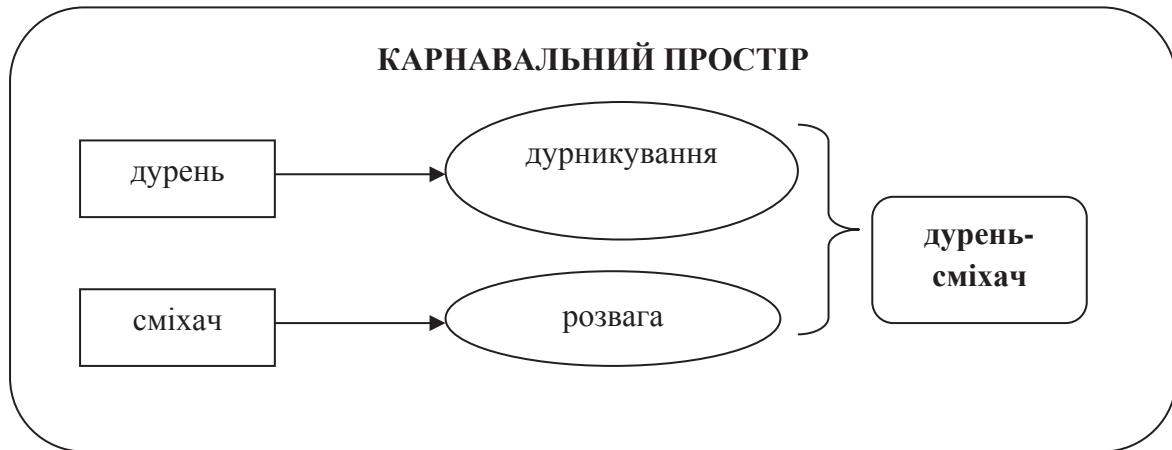 КАРНАВАЛЬНИЙ ПРОСТІР
дурень
дурникування
дурень-
сміхач
сміхач
розвага